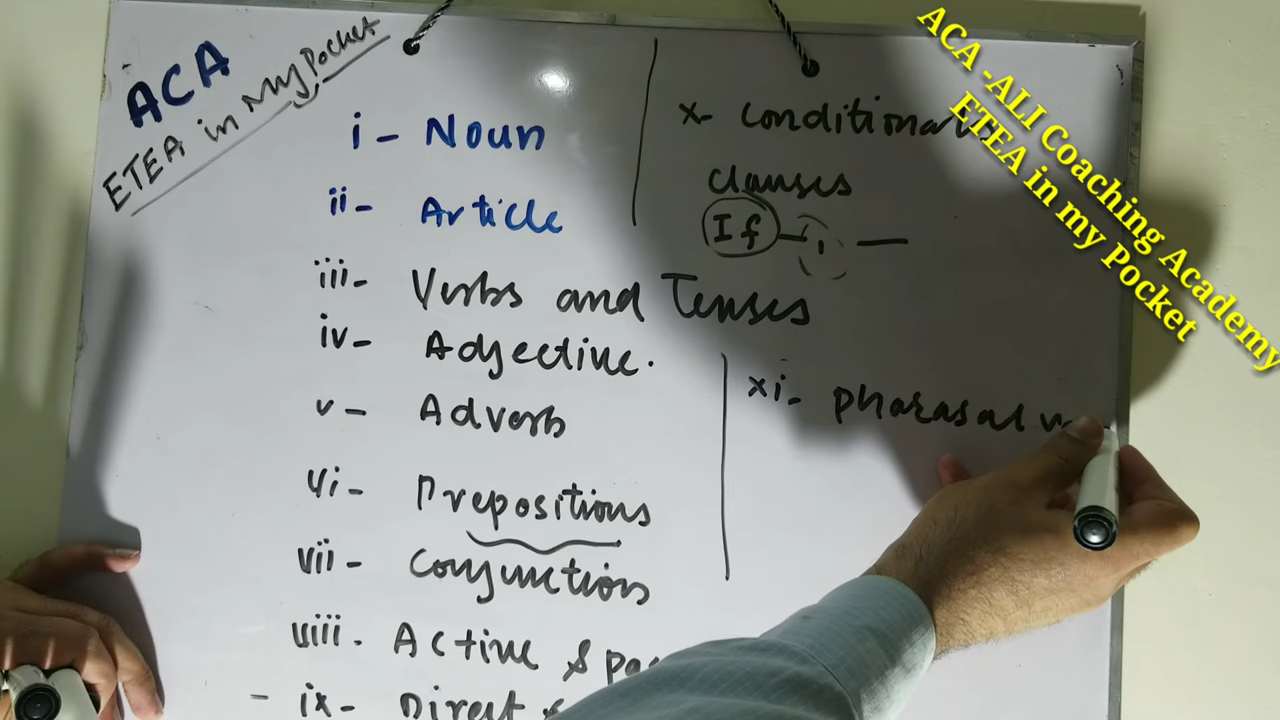 ACA
ETEA in my pocket
i - Noun
ii - Article
iii - Verbs and Tenses
iv - Adjective.
v - Adverb
vi - Prepositions
vii - Conjunctions
viii. Active &
- ix - Direct
x - conditional
clauses
If - , —
xi - pharasal
ACA -ALI Coaching Academy
ETEA in my Pocket